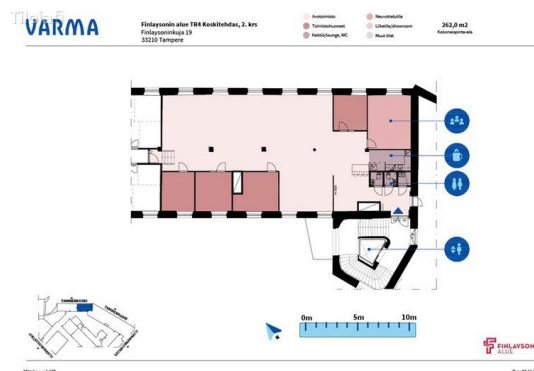 VARMA
Finlaysonin alue TR4 Koskitehdas, 2. krs
Finlaysoninkuja 19
33210 Tampere
Avotoimisto
Toimistohuoneet
Keittiö/lounge, WC
Neuvottelutila
Liiketila/showroom
Muut tilat
262,0 m2
Kokonaispinta-ala
TAMMERKOSKI
0m 5m 10m
FINLAYSON
ALUE